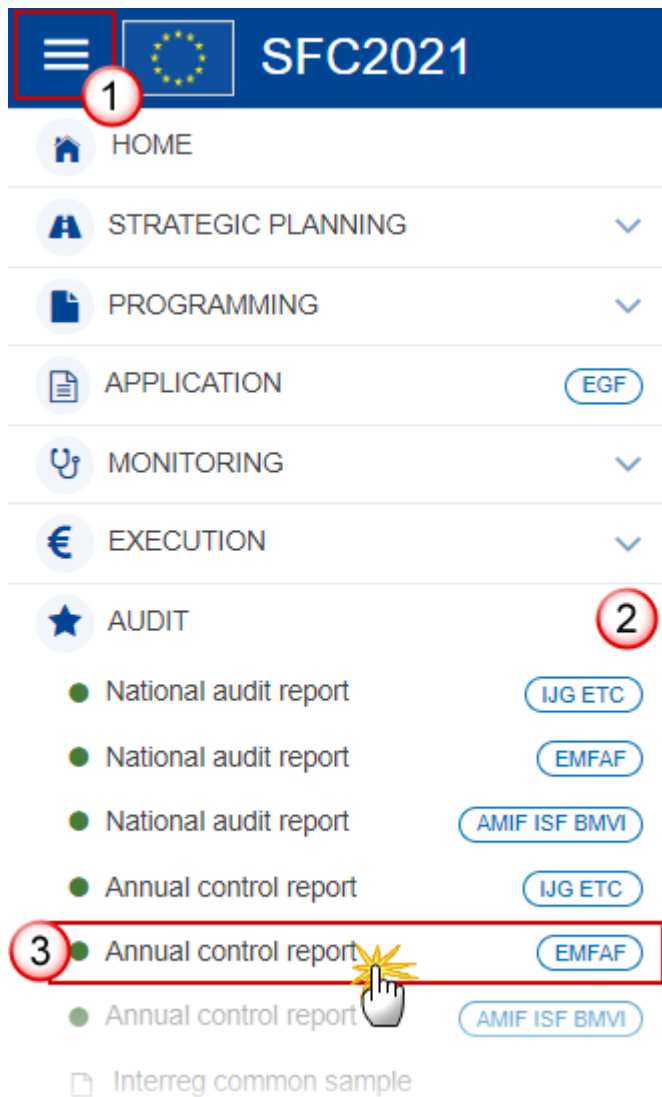 SFC2021
1
HOME
STRATEGIC PLANNING
PROGRAMMING
APPLICATION EGF
MONITORING
€ EXECUTION
AUDIT 2
National audit report IJG ETC
National audit report EMFAF
National audit report AMIF ISF BMVI
Annual control report IJG ETC
3 Annual control report EMFAF
Annual control report AMIF ISF BMVI
Interreg common sample